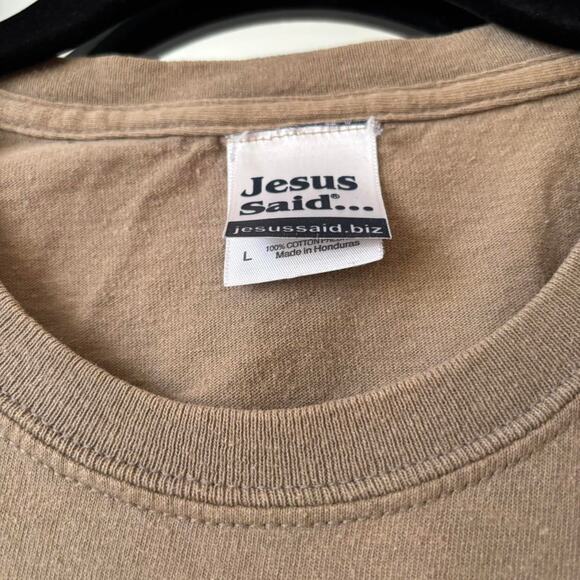 Jesus
said®...
jesussaid.biz
L 100% COTTON
Made in Honduras